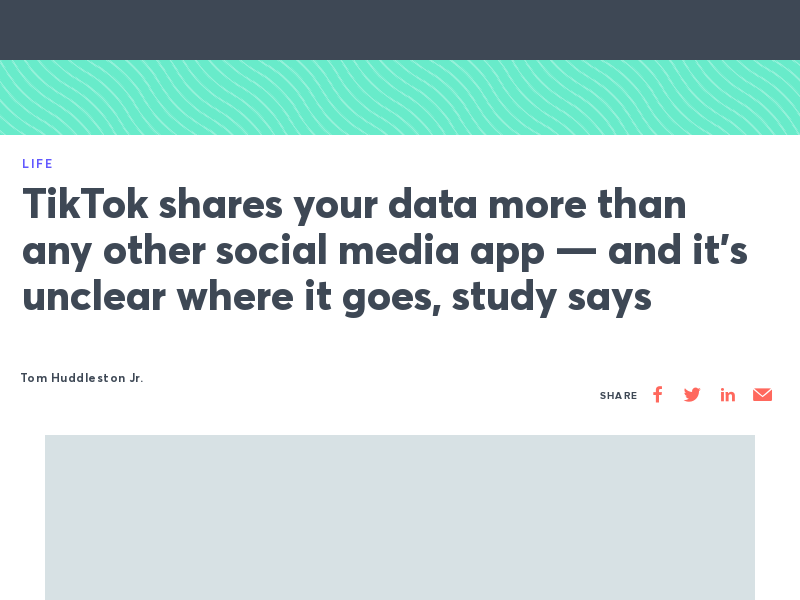 LIFE
TikTok shares your data more than
any other social media app — and it’s
unclear where it goes, study says
Tom Huddleston Jr.
SHARE